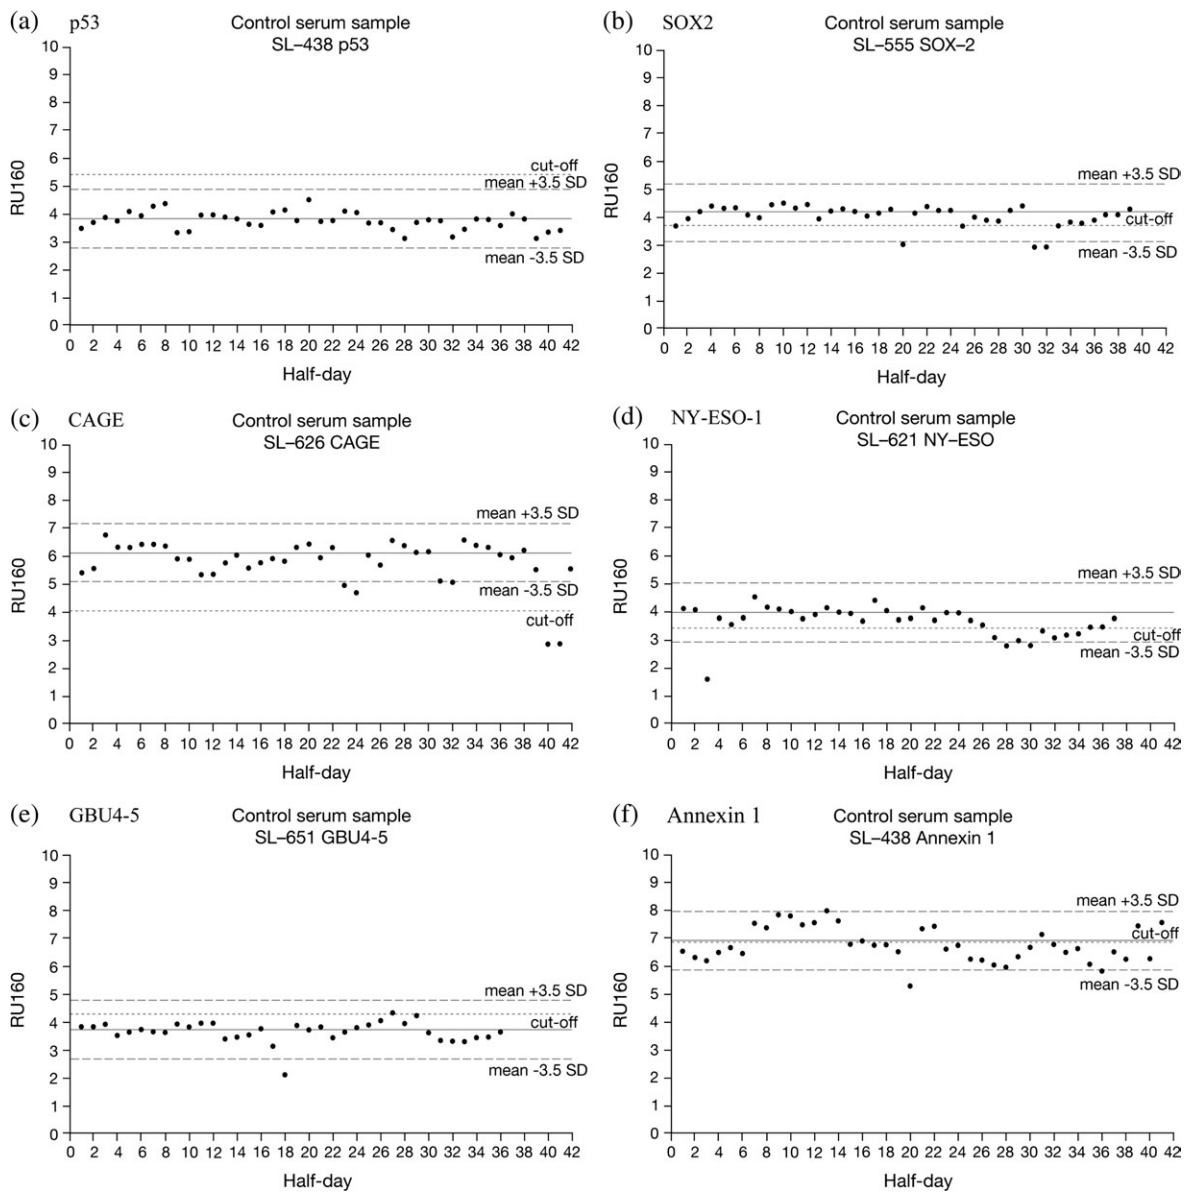 (a) p53
Control serum sample
SL–438 p53
10
9
8
7
6
5
4
3
2
1
0
RU160
cut-off
mean +3.5 SD
mean -3.5 SD
0 2 4 6 8 10 12 14 16 18 20 22 24 26 28 30 32 34 36 38 40 42
Half-day
(b) SOX2
Control serum sample
SL–555 SOX–2
10
9
8
7
6
5
4
3
2
1
0
RU160
mean +3.5 SD
cut-off
mean -3.5 SD
0 2 4 6 8 10 12 14 16 18 20 22 24 26 28 30 32 34 36 38 40 42
Half-day
(c) CAGE
Control serum sample
SL–626 CAGE
10
9
8
7
6
5
4
3
2
1
0
RU160
mean +3.5 SD
mean -3.5 SD
cut-off
0 2 4 6 8 10 12 14 16 18 20 22 24 26 28 30 32 34 36 38 40 42
Half-day
(d) NY-ESO-1
Control serum sample
SL–621 NY–ESO
10
9
8
7
6
5
4
3
2
1
0
RU160
mean +3.5 SD
cut-off
mean -3.5 SD
0 2 4 6 8 10 12 14 16 18 20 22 24 26 28 30 32 34 36 38 40 42
Half-day
(e) GBU4-5
Control serum sample
SL–651 GBU4-5
10
9
8
7
6
5
4
3
2
1
0
RU160
mean +3.5 SD
cut-off
mean -3.5 SD
0 2 4 6 8 10 12 14 16 18 20 22 24 26 28 30 32 34 36 38 40 42
Half-day
(f) Annexin 1
Control serum sample
SL–438 Annexin 1
10
9
8
7
6
5
4
3
2
1
0
RU160
mean +3.5 SD
cut-off
mean -3.5 SD
0 2 4 6 8 10 12 14 16 18 20 22 24 26 28 30 32 34 36 38 40 42
Half-day